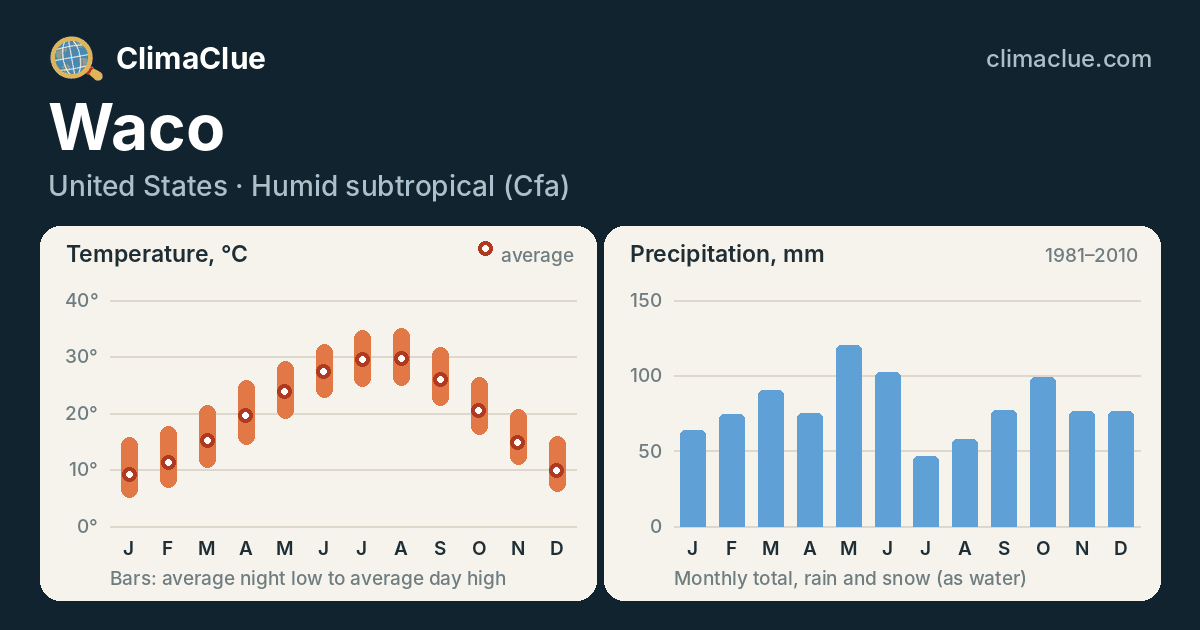 ClimaClue
climaclue.com
Waco
United States · Humid subtropical (Cfa)
Temperature, °C
average
40°
30°
20°
10°
0°
J F M A M J J A S O N D
Bars: average night low to average day high
Precipitation, mm
1981–2010
150
100
50
0
J F M A M J J A S O N D
Monthly total, rain and snow (as water)